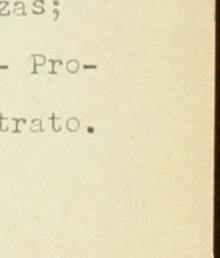 zas;
- Pro-
trato.